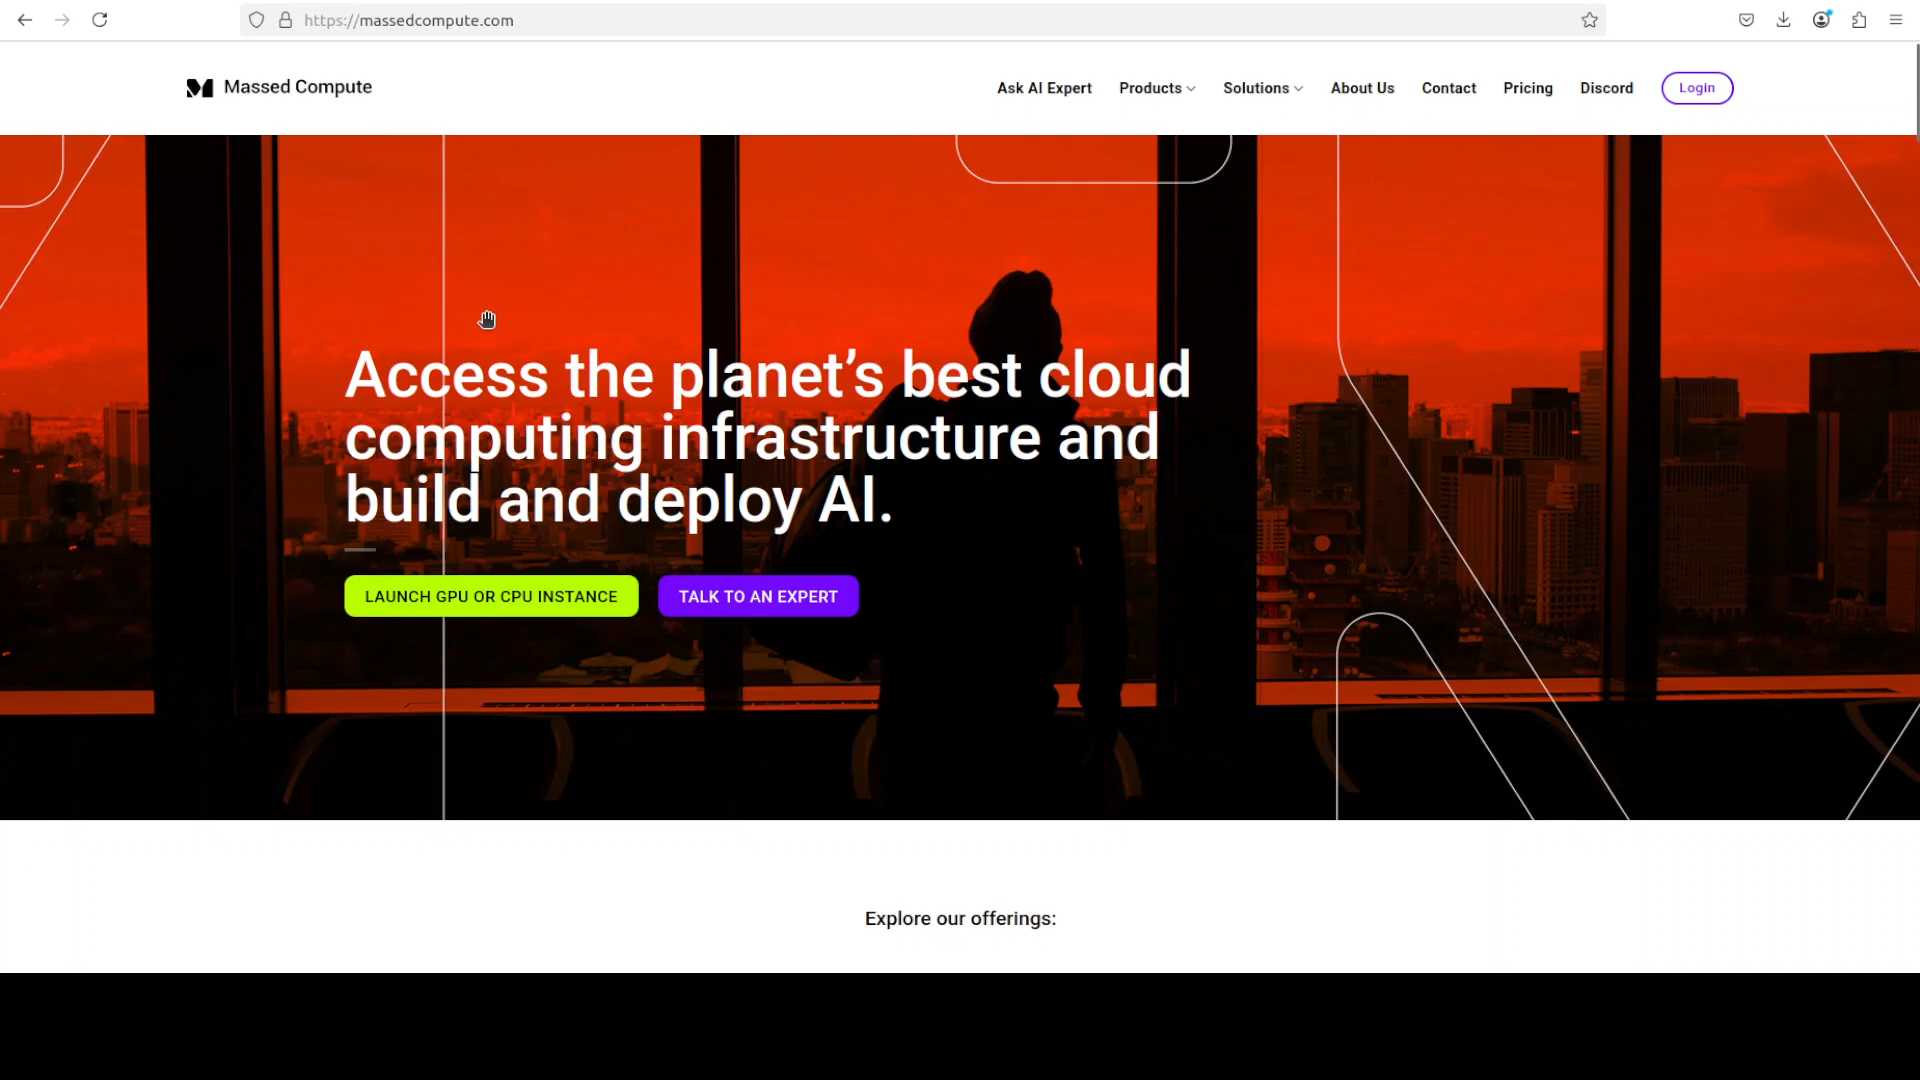 https://massedcompute.com
Massed Compute
Ask AI Expert
Products
Solutions
About Us
Contact
Pricing
Discord
Login
Access the planet’s best cloud
computing infrastructure and
build and deploy AI.
LAUNCH GPU OR CPU INSTANCE
TALK TO AN EXPERT
Explore our offerings: